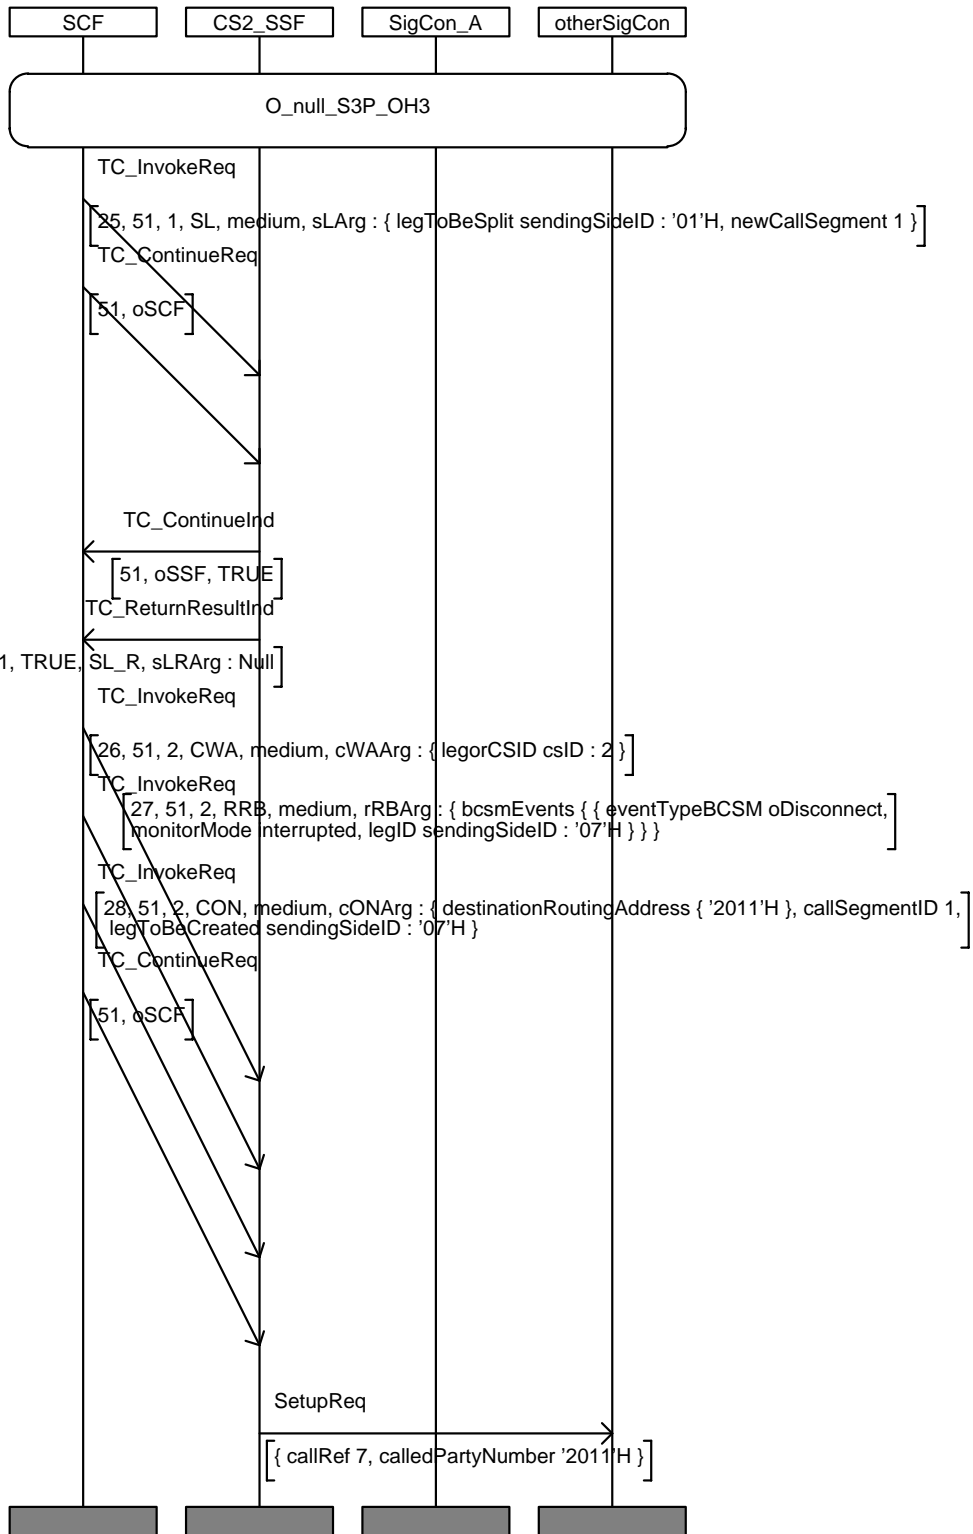 SCF CS2_SSF SigCon_A otherSigCon
O_null_S3P_OH3
TC_InvokeReq
25, 51, 1, SL, medium, sLArg : { legToBeSplit sendingSideID : ’01’H, newCallSegment 1 }
TC_ContinueReq
51, oSCF
TC_ContinueInd
51, oSSF, TRUE
TC_ReturnResultInd
1, TRUE, SL_R, sLRArg : Null
TC_InvokeReq
26, 51, 2, CWA, medium, cWAArg : { legorCSID csID : 2 }
TC_InvokeReq
27, 51, 2, RRB, medium, rRBArg : { bcsmEvents { { eventTypeBCSM oDisconnect,
monitorMode interrupted, legID sendingSideID : ’07’H } } }
TC_InvokeReq
28, 51, 2, CON, medium, cONArg : { destinationRoutingAddress { ’2011’H }, callSegmentID 1,
legToBeCreated sendingSideID : ’07’H }
TC_ContinueReq
51, oSCF
SetupReq
{ callRef 7, calledPartyNumber ’2011’H }